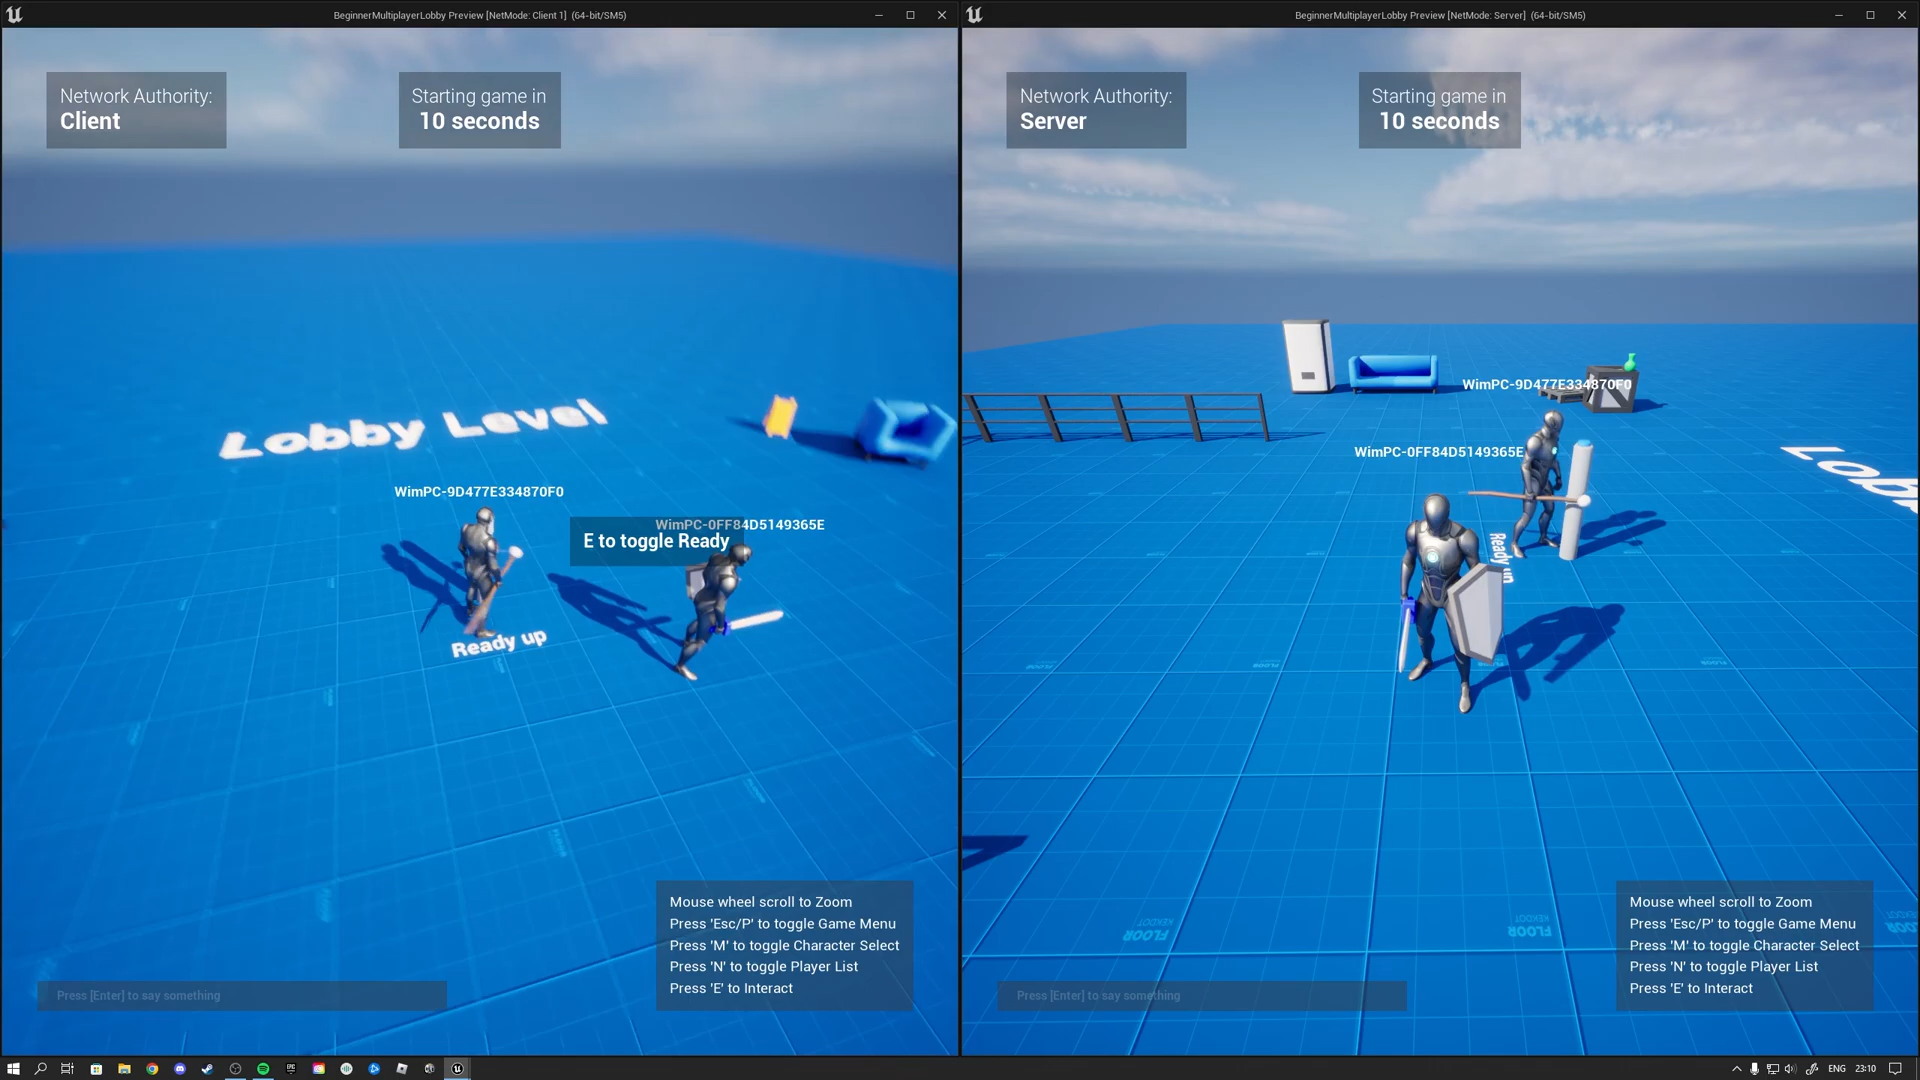 BeginnerMultiplayerLobby Preview [NetMode: Client 1] (64-bit/SM5)
Network Authority:
Client
Starting game in
10 seconds
Lobby Level
WimPC-9D477E334870F0
WimPC-0FF84D5149365E
E to toggle Ready
Ready up
Mouse wheel scroll to Zoom
Press 'Esc/P' to toggle Game Menu
Press 'M' to toggle Character Select
Press 'N' to toggle Player List
Press 'E' to Interact
Press [Enter] to say something
BeginnerMultiplayerLobby Preview [NetMode: Server] (64-bit/SM5)
Network Authority:
Server
Starting game in
10 seconds
WimPC-9D477E334870F0
WimPC-0FF84D5149365E
Ready up
KEKDOT
FLOOR
KEKDOT
FLOOR
Mouse wheel scroll to Zoom
Press 'Esc/P' to toggle Game Menu
Press 'M' to toggle Character Select
Press 'N' to toggle Player List
Press 'E' to Interact
Press [Enter] to say something
ENG
23:10